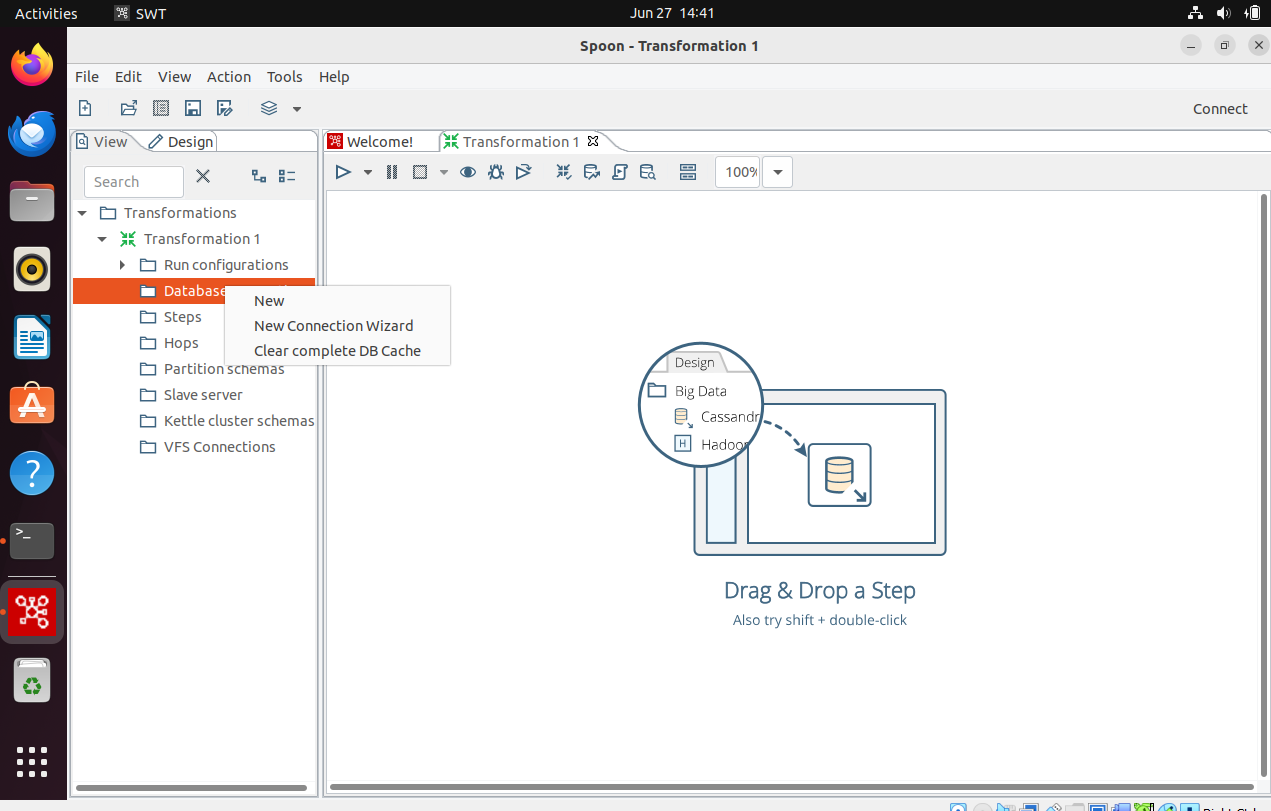 Activities
SWT
Jun 27 14:41
Spoon - Transformation 1
File Edit View Action Tools Help
Connect
View
Design
Welcome!
Transformation 1
Search
100%
Transformations
Transformation 1
Run configurations
Database
Steps
Hops
Partition schemas
Slave server
Kettle cluster schemas
VFS Connections
New
New Connection Wizard
Clear complete DB Cache
Design
Big Data
Cassandr
H
Hadoop
Drag & Drop a Step
Also try shift + double-click